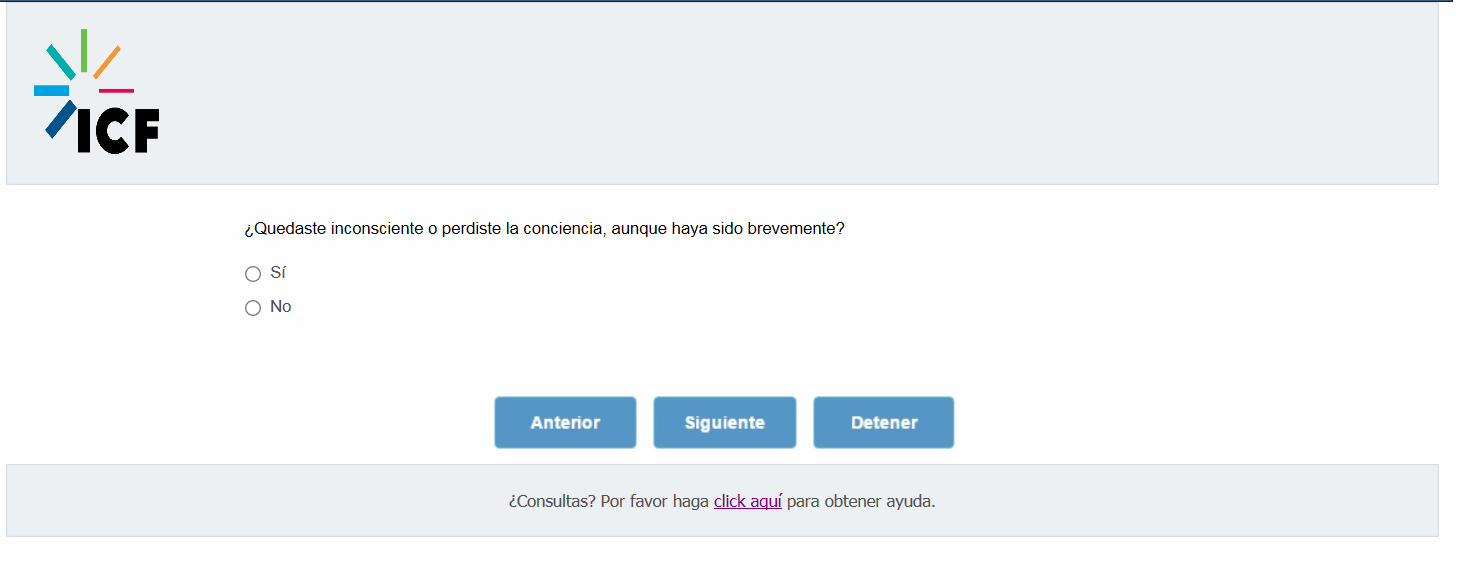 ICF
¿Quedaste inconsciente o perdiste la conciencia, aunque haya sido brevemente?
Sí
No
Anterior Siguiente Detener
¿Consultas? Por favor haga click aquí para obtener ayuda.